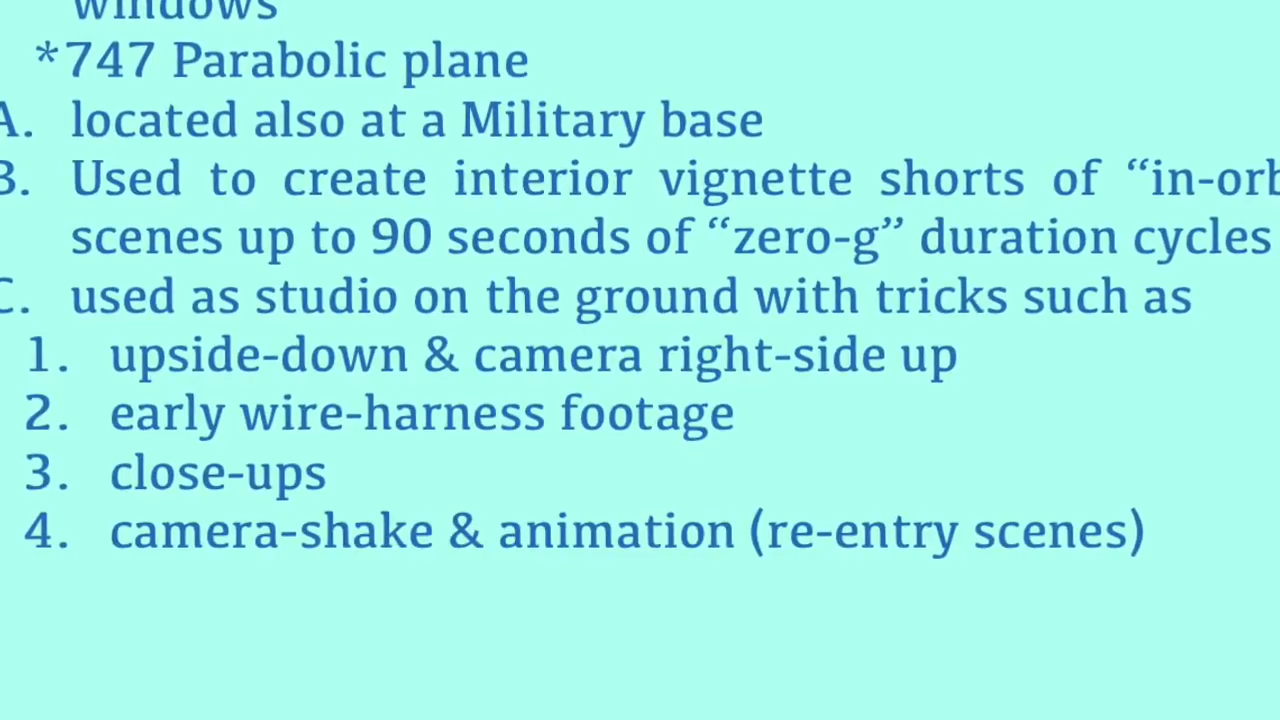 windows
*747 Parabolic plane
A. located also at a Military base
B. Used to create interior vignette shorts of “in-orb
scenes up to 90 seconds of “zero-g” duration cycles
C. used as studio on the ground with tricks such as
1. upside-down & camera right-side up
2. early wire-harness footage
3. close-ups
4. camera-shake & animation (re-entry scenes)